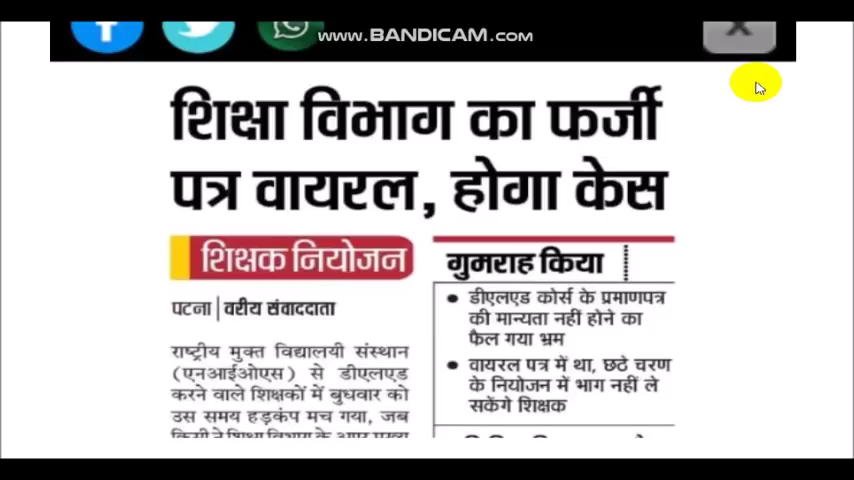 www.BANDICAM.com
X
शिक्षा विभाग का फर्जी
पत्र वायरल, होगा केस
शिक्षक नियोजन
पटना | वरीय संवाददाता
राष्ट्रीय मुक्त विद्यालयी संस्थान
(एनआईओएस) से डीएलएड
करने वाले शिक्षकों में बुधवार को
उस समय हड़कंप मच गया, जब
किसी ने शिक्षा विभाग के अपर मुख्य
गुमराह किया
• डीएलएड कोर्स के प्रमाणपत्र
की मान्यता नहीं होने का
फैल गया भ्रम
• वायरल पत्र में था, छठे चरण
के नियोजन में भाग नहीं ले
सकेंगे शिक्षक